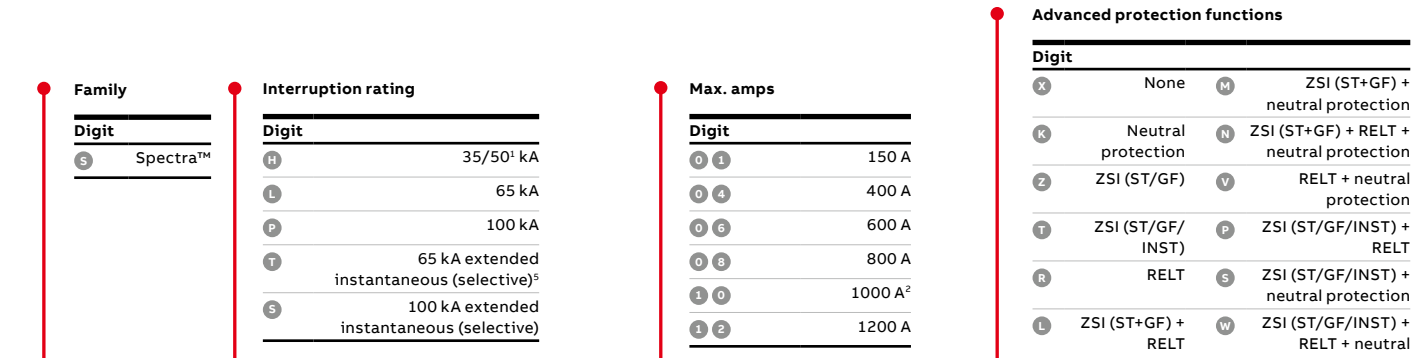 Family
Digit
S Spectra™
Interruption rating
Digit
H 35/50¹ kA
L 65 kA
P 100 kA
T 65 kA extended
instantaneous (selective)⁵
S 100 kA extended
instantaneous (selective)
Max. amps
Digit
0 1 150 A
0 4 400 A
0 6 600 A
0 8 800 A
1 0 1000 A²
1 2 1200 A
Advanced protection functions
Digit
X None
K Neutral
protection
Z ZSI (ST/GF)
T ZSI (ST/GF/
INST)
R RELT
L ZSI (ST+GF) +
RELT
M ZSI (ST+GF) +
neutral protection
N ZSI (ST+GF) + RELT +
neutral protection
V RELT + neutral
protection
P ZSI (ST/GF/INST) +
RELT
S ZSI (ST/GF/INST) +
neutral protection
W ZSI (ST/GF/INST) +
RELT + neutral